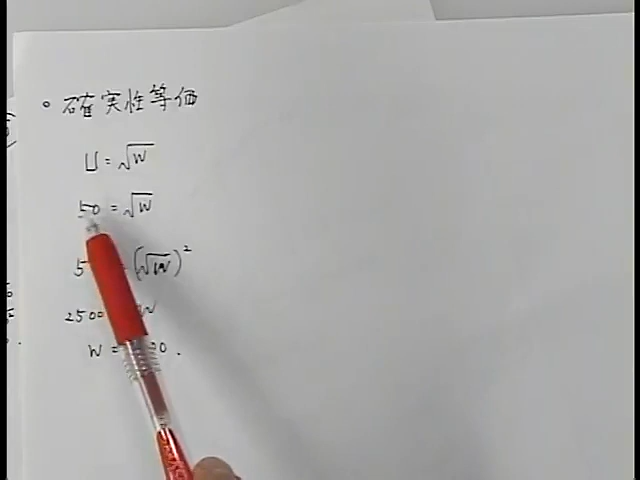 。確実性等価
U = √W
50 = √W
5 (√W)²
2500 W
W = 0.